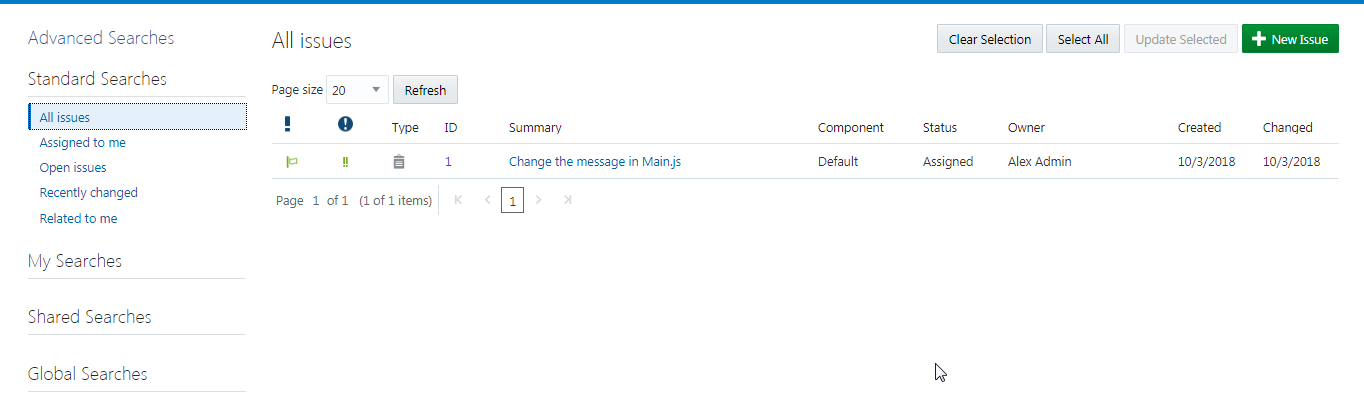 Advanced Searches
Standard Searches
All issues
Assigned to me
Open issues
Recently changed
Related to me
My Searches
Shared Searches
Global Searches
All issues
Clear Selection Select All Update Selected New Issue
Page size 20 Refresh
Type ID Summary Component Status Owner Created Changed
1 Change the message in Main.js Default Assigned Alex Admin 10/3/2018 10/3/2018
Page 1 of 1 (1 of 1 items) 1